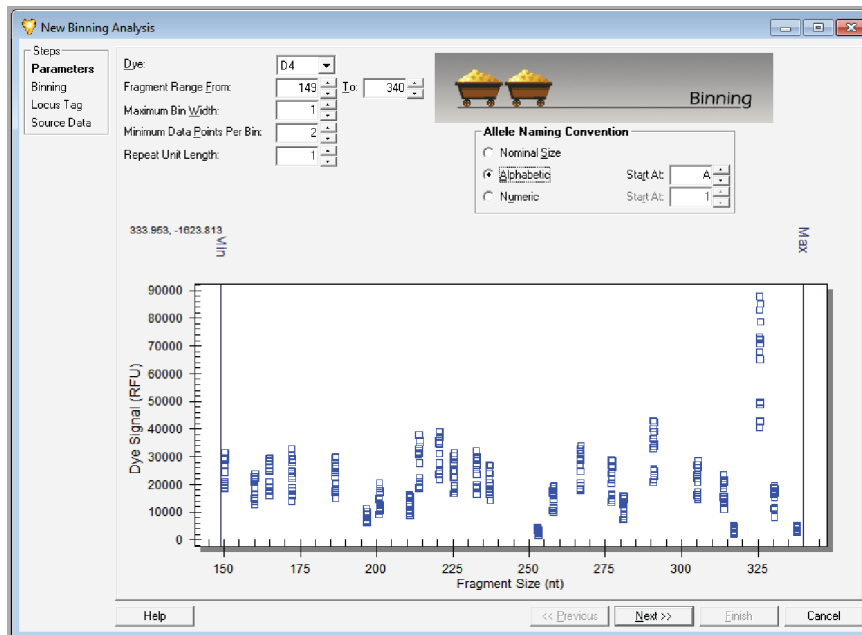 New Binning Analysis
Steps
Parameters
Binning
Locus Tag
Source Data
Dye: D4
Fragment Range From: 149 To: 340
Maximum Bin Width: 1
Minimum Data Points Per Bin: 2
Repeat Unit Length: 1
Binning
Allele Naming Convention
Nominal Size
Alphabetic Start At: A
Numeric Start At: 1
333.953, -1623.813
Min
Max
90000
80000
70000
60000
50000
40000
30000
20000
10000
0
Dye Signal (RFU)
150 175 200 225 250 275 300 325
Fragment Size (nt)
Help << Previous Next >> Finish Cancel